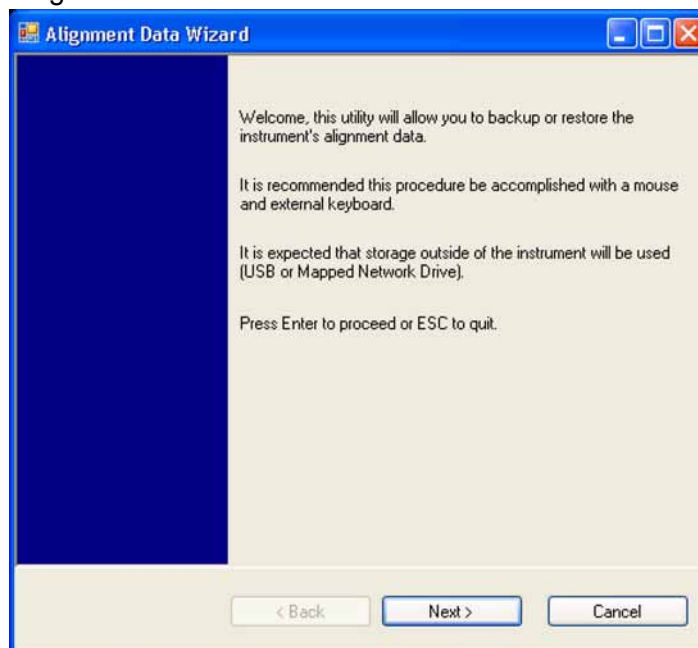 Alignment Data Wizard
Welcome, this utility will allow you to backup or restore the
instrument's alignment data.
It is recommended this procedure be accomplished with a mouse
and external keyboard.
It is expected that storage outside of the instrument will be used
(USB or Mapped Network Drive).
Press Enter to proceed or ESC to quit.
< Back
Next >
Cancel